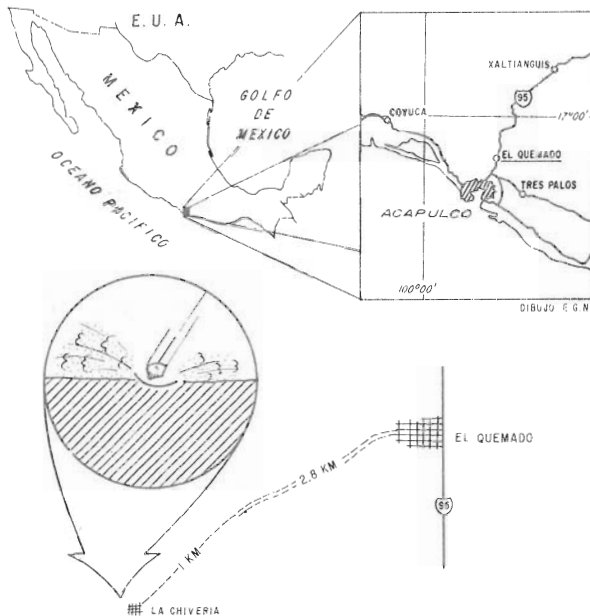 E. U. A.
MEXICO
GOLFO
DE
MEXICO
OCEANO PACIFICO
XALTIANGUIS
95
17°00'
COYUCA
EL QUEMADO
TRES PALOS
ACAPULCO
100°00'
DIBUJO E.G.N
EL QUEMADO
2.8 KM
95
1 KM
LA CHIVERIA